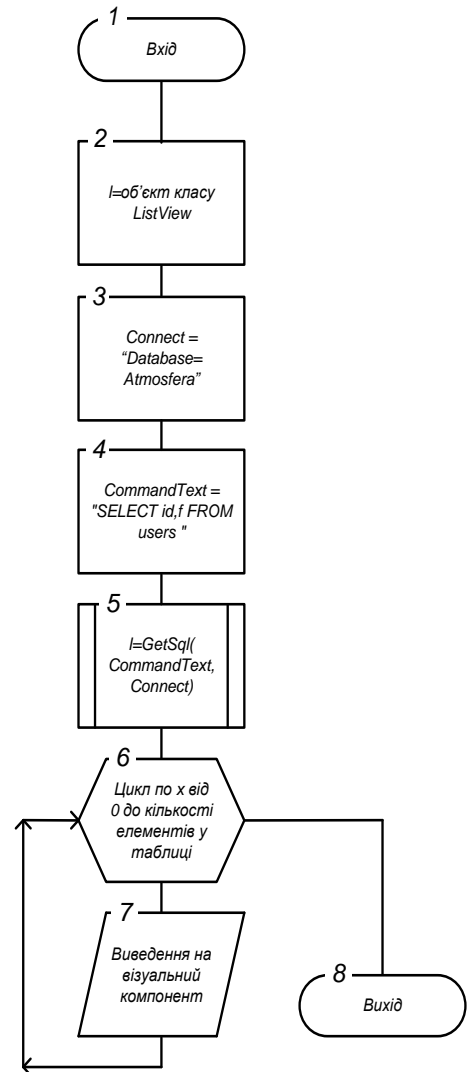 1
Вхід
2
l=об'єкт класу
ListView
3
Connect =
“Database=
Atmosfera”
4
CommandText =
"SELECT id,f FROM
users "
5
l=GetSql(
CommandText,
Connect)
6
Цикл по х від
0 до кількості
елементів у
таблиці
7
Виведення на
візуальний
компонент
8
Вихід